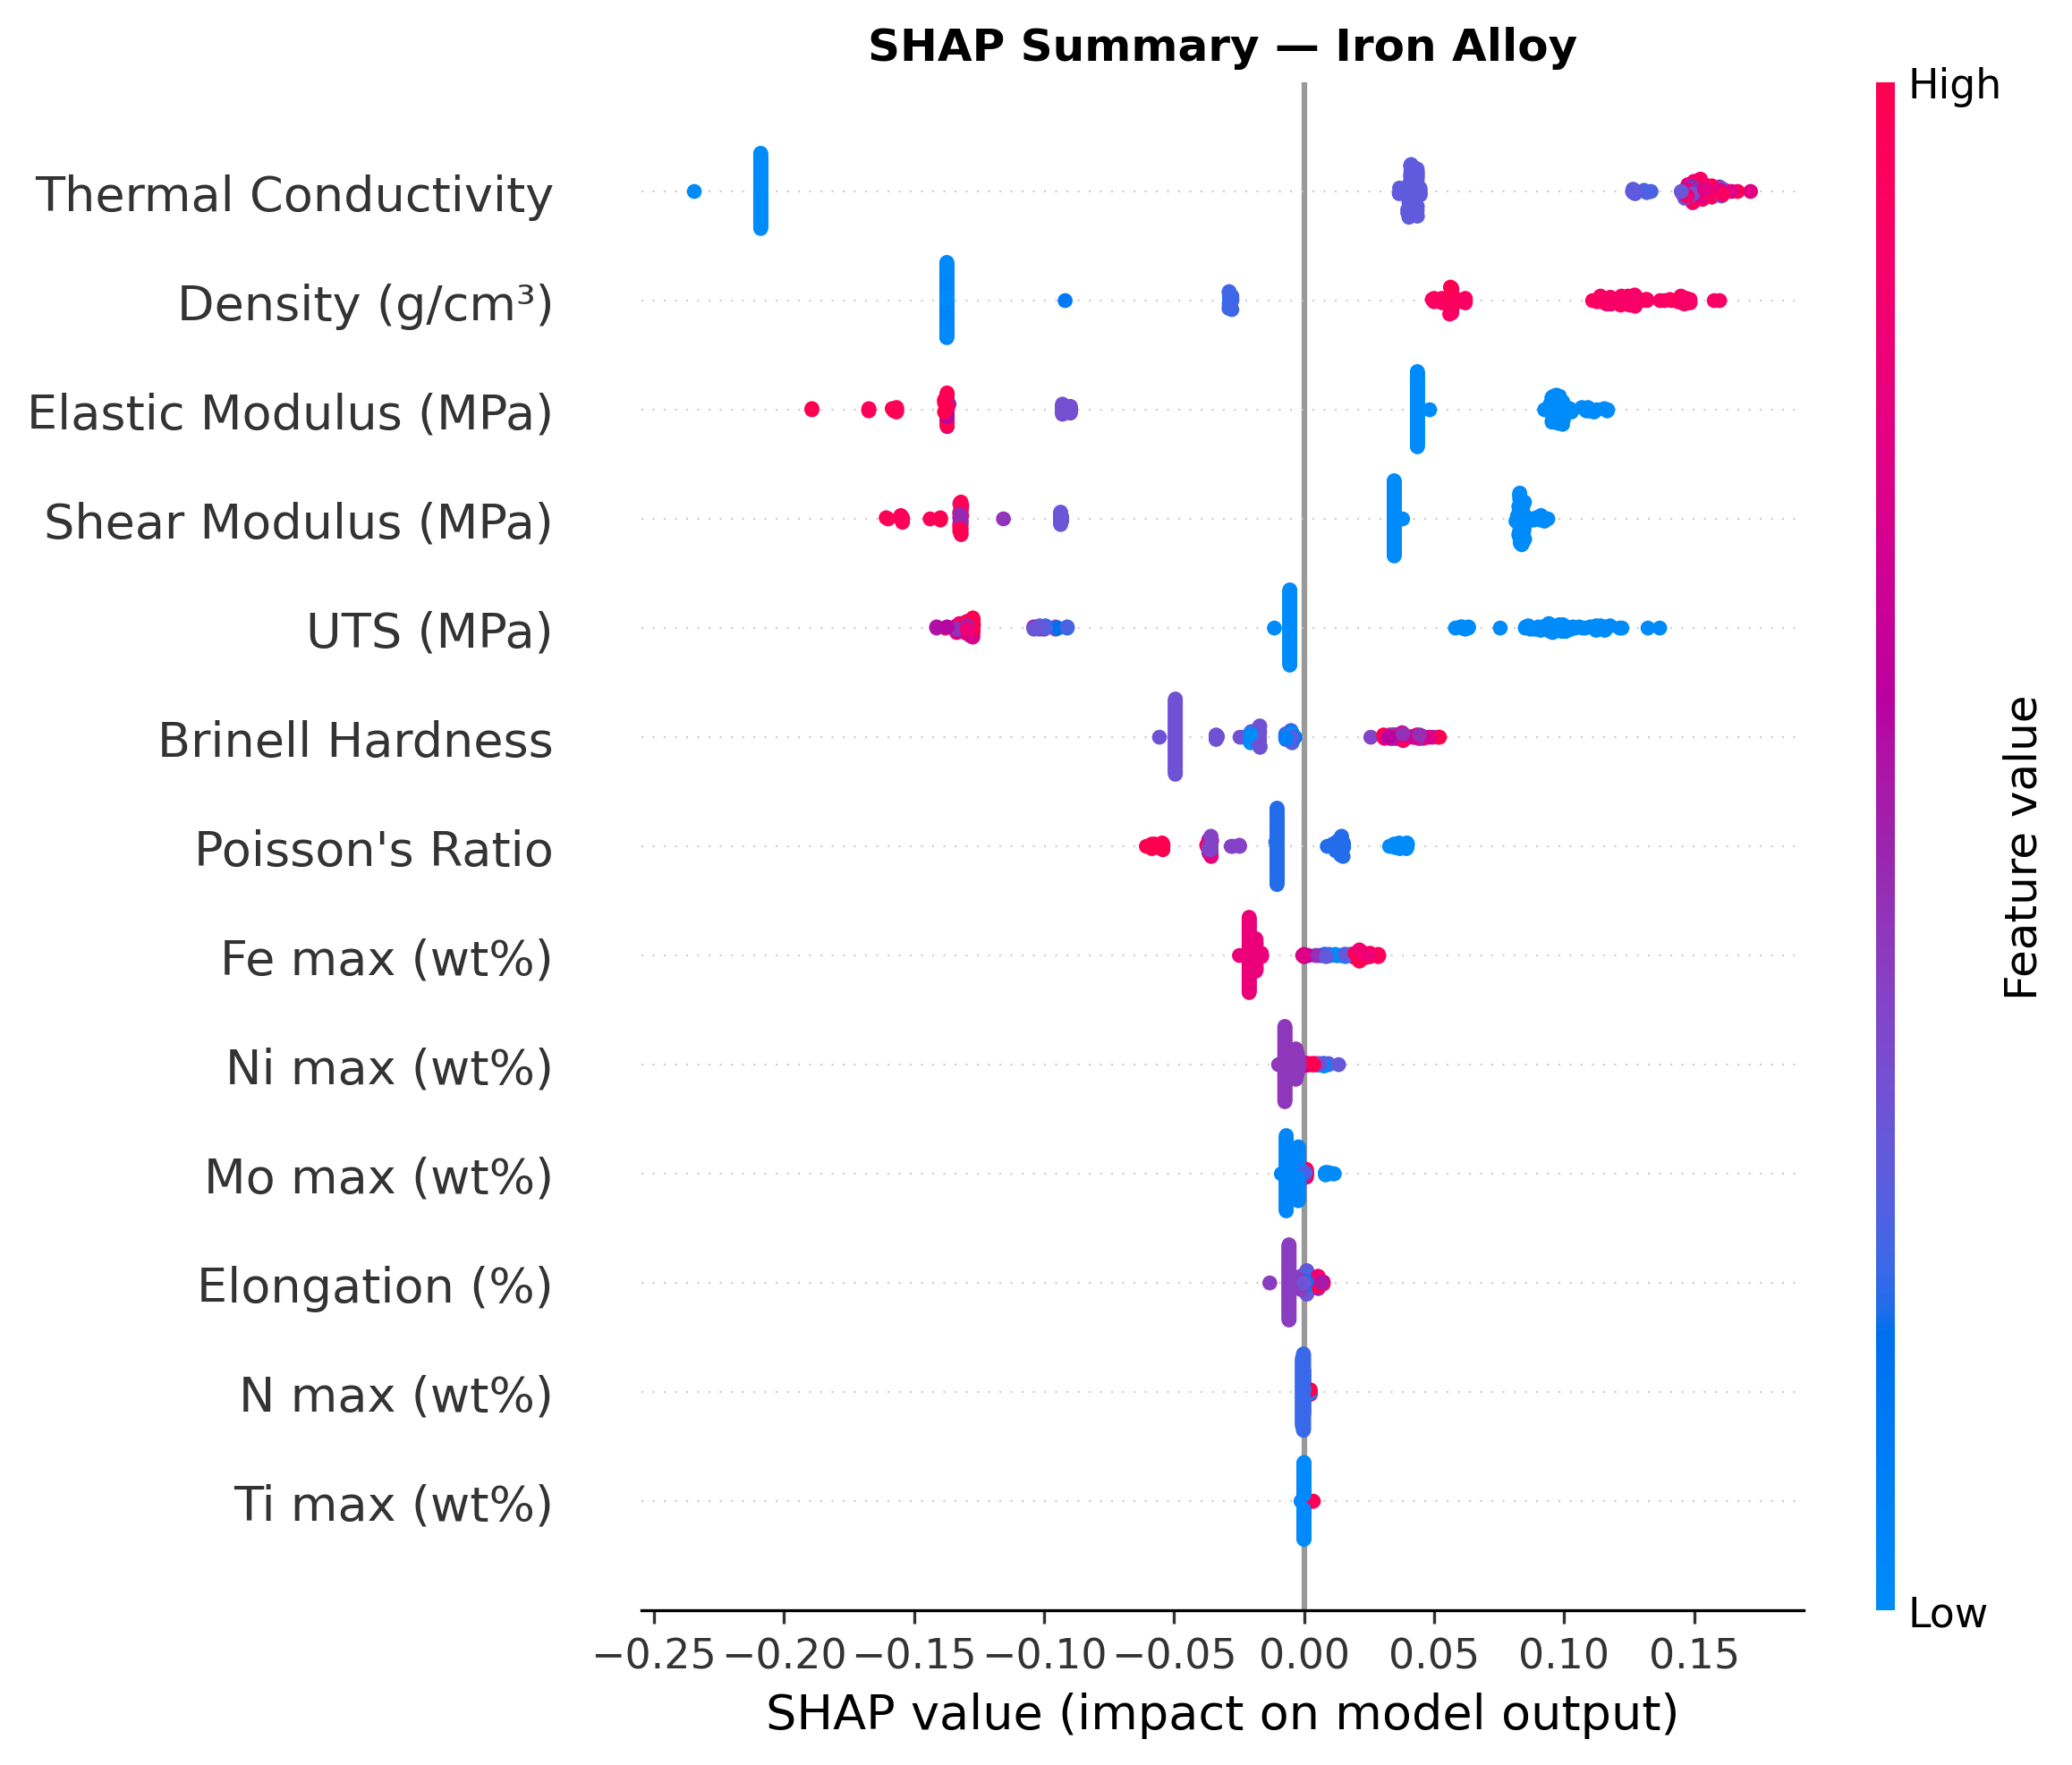 SHAP Summary — Iron Alloy
High
Thermal Conductivity
Density (g/cm³)
Elastic Modulus (MPa)
Shear Modulus (MPa)
UTS (MPa)
Brinell Hardness
Poisson's Ratio
Fe max (wt%)
Ni max (wt%)
Mo max (wt%)
Elongation (%)
N max (wt%)
Ti max (wt%)
Feature value
Low
−0.25 −0.20 −0.15 −0.10 −0.05 0.00 0.05 0.10 0.15
SHAP value (impact on model output)